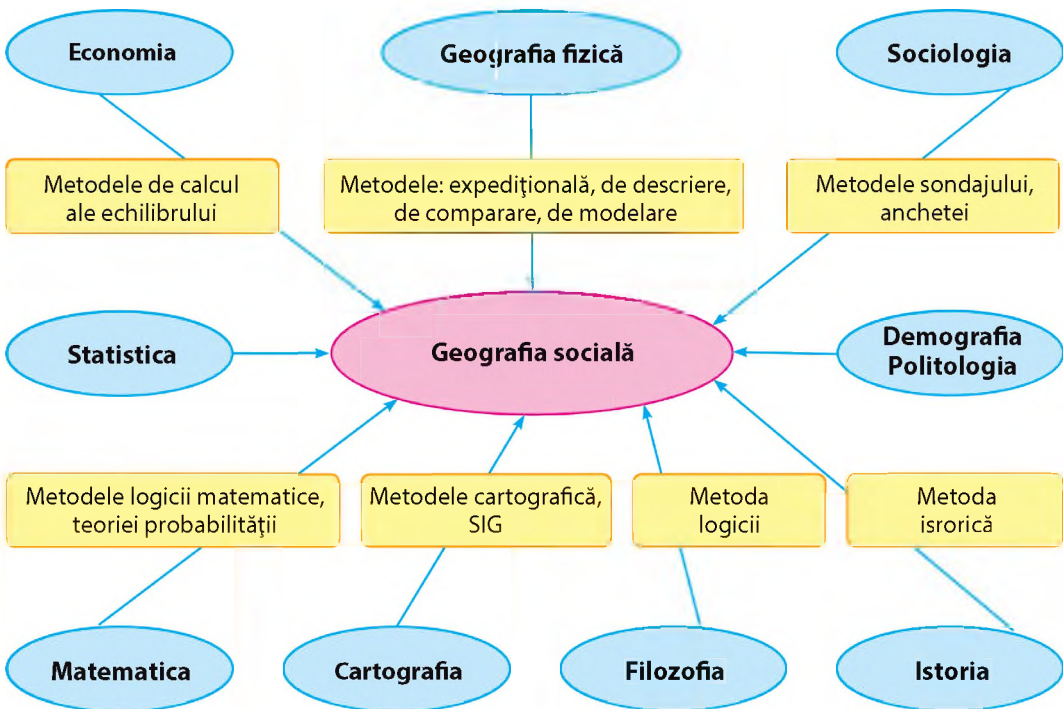 Economia
Geografia fizică
Sociologia
Metodele de calcul
ale echilibrului
Metodele: expediţională, de descriere,
de comparare, de modelare
Metodele sondajului,
anchetei
Statistica
Geografia socială
Demografia
Politologia
Metodele logicii matematice,
teoriei probabilităţii
Metodele cartografică,
SIG
Metoda
logicii
Metoda
isrorică
Matematica
Cartografia
Filozofia
Istoria